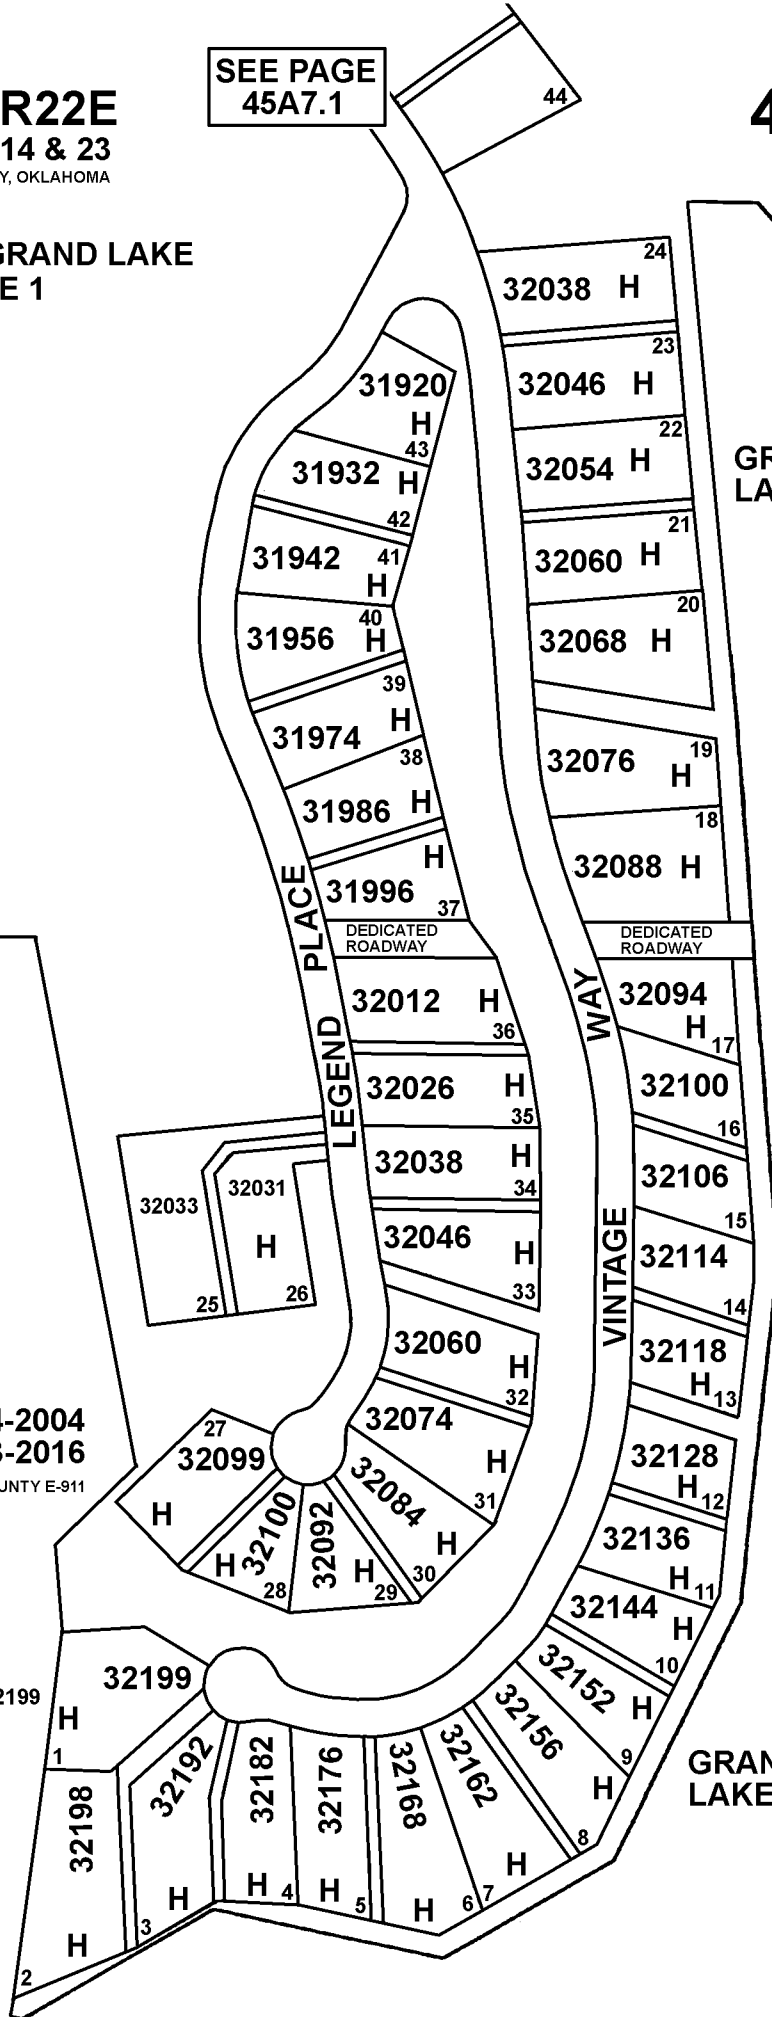 SEE PAGE
45A7.1
44
R22E
4
14 & 23
Y, OKLAHOMA
GRAND LAKE
E 1
24
32038 H
23
32046 H
22
32054 H
21
32060 H
20
32068 H
19
32076 H
18
32088 H
DEDICATED
ROADWAY
31920
H
43
31932 H
42
31942 41
H
40
31956 H
39
31974 H
38
31986 H
H
31996
37
DEDICATED
ROADWAY
GR
LA
LEGEND PLACE
VINTAGE WAY
32012 H
36
32026 H
35
32038 H
34
32046 H
33
32060 H
32
32074
H
31
32084
H
30
32092
H
29
32100
H
28
27
32099
H
32033
25
32031
H
26
32094
H
17
32100
16
32106
15
32114
14
32118
H
13
32128
H
12
32136
H
11
32144
H
10
32152
H
9
32156
H
8
32162
H
7
32168
H
6
32176
H
5
32182
H
4
32192
H
3
32198
H
2
32199
H
1
-2004
-2016
UNTY E-911
2199
GRAN
LAKE